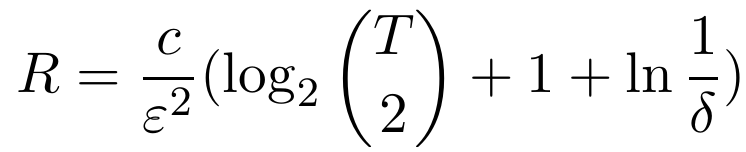 R = \frac{c}{\varepsilon^2} (\log_2 \binom{T}{2} + 1 + \ln \frac{1}{\delta})